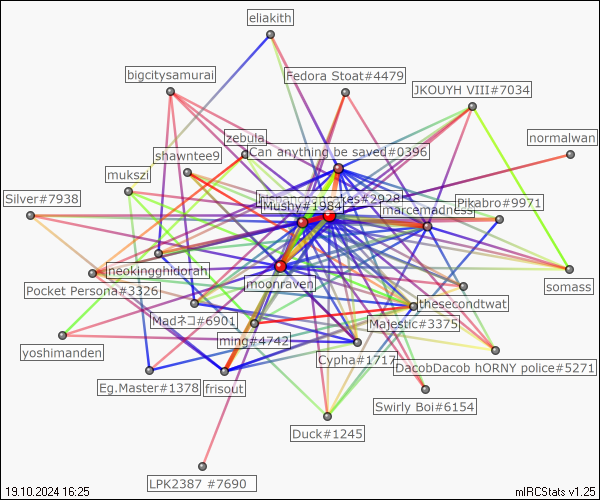 eliakith
bigcitysamurai
Fedora Stoat#4479
JKOUYH VIII#7034
zebula
normalwan
Can anything be saved#0396
shawntee9
mukszi
Silver#7938
kes#2928
Mushy#1984
Pikabro#9971
marcemadness
neokingghidorah
Pocket Persona#3326
moonraven
somass
thesecondtwat
Madネコ#6901
Majestic#3375
ming#4742
yoshimanden
Cypha#1717
DacobDacob hORNY police#5271
Eg.Master#1378
frisout
Swirly Boi#6154
Duck#1245
LPK2387 #7690
19.10.2024 16:25
mIRCStats v1.25